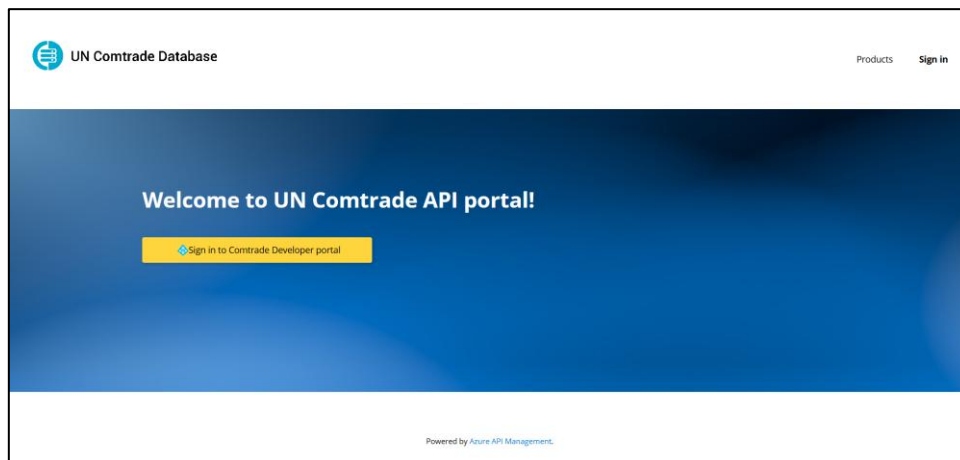 UN Comtrade Database
Products Sign in
Welcome to UN Comtrade API portal!
Sign in to Comtrade Developer portal
Powered by Azure API Management.